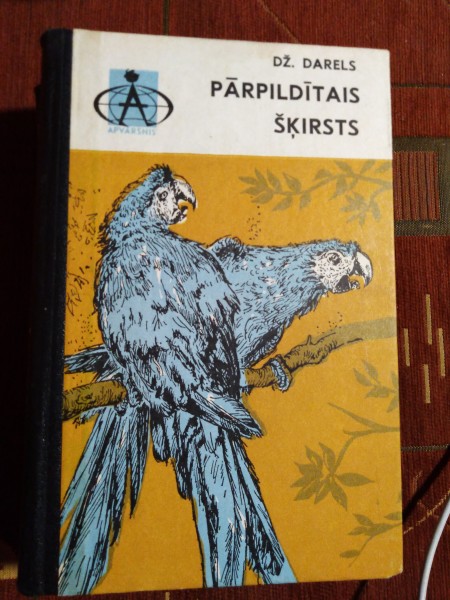 DŽ. DARELS
PĀRPILDĪTAIS
ŠĶIRSTS
A
APVĀRSNIS